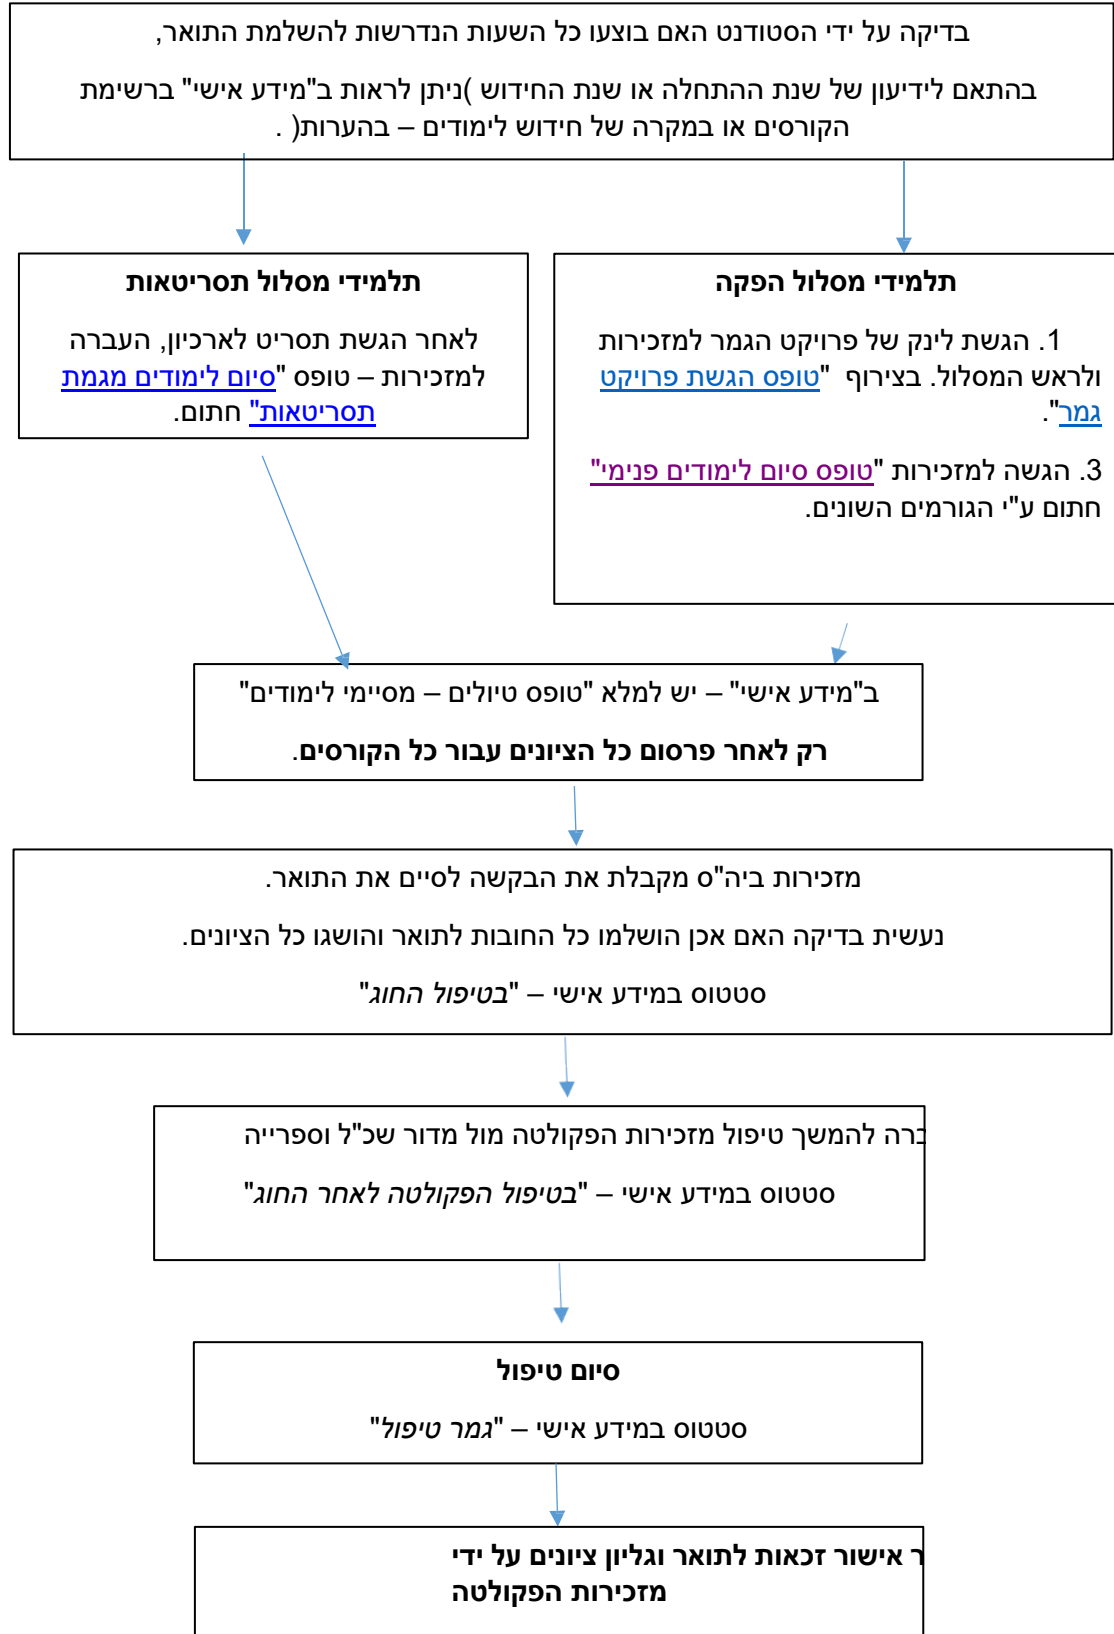 בדיקה על ידי הסטודנט האם בוצעו כל השעות הנדרשות להשלמת התואר,
בהתאם לידיעון של שנת ההתחלה או שנת החידוש )ניתן לראות ב"מידע אישי" ברשימת
הקורסים או במקרה של חידוש לימודים – בהערות( .
תלמידי מסלול הפקה
1. הגשת לינק של פרויקט הגמר למזכירות
ולראש המסלול. בצירוף "טופס הגשת פרויקט
גמר".
3. הגשה למזכירות "טופס סיום לימודים פנימי"
חתום ע"י הגורמים השונים.
תלמידי מסלול תסריטאות
לאחר הגשת תסריט לארכיון, העברה
למזכירות – טופס "סיום לימודים מגמת
תסריטאות" חתום.
ב"מידע אישי" – יש למלא "טופס טיולים – מסיימי לימודים"
רק לאחר פרסום כל הציונים עבור כל הקורסים.
מזכירות ביה"ס מקבלת את הבקשה לסיים את התואר.
נעשית בדיקה האם אכן הושלמו כל החובות לתואר והושגו כל הציונים.
סטטוס במידע אישי – "בטיפול החוג"
ברה להמשך טיפול מזכירות הפקולטה מול מדור שכ"ל וספרייה
סטטוס במידע אישי – "בטיפול הפקולטה לאחר החוג"
סיום טיפול
סטטוס במידע אישי – "גמר טיפול"
ר אישור זכאות לתואר וגליון ציונים על ידי
מזכירות הפקולטה